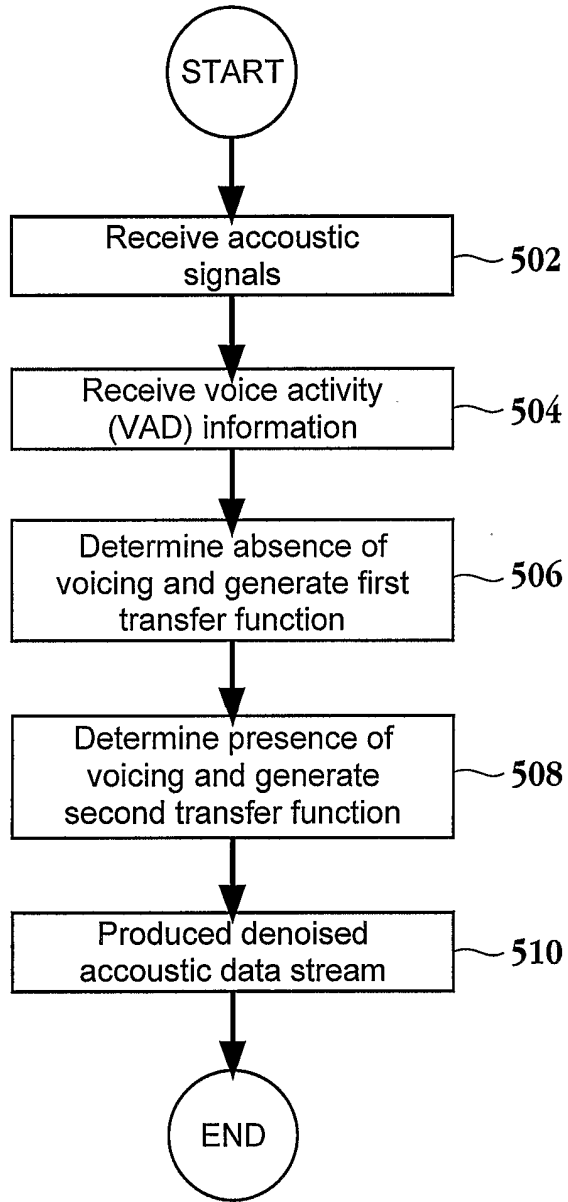 START
Receive accoustic
signals
502
Receive voice activity
(VAD) information
504
Determine absence of
voicing and generate first
transfer function
506
Determine presence of
voicing and generate
second transfer function
508
Produced denoised
accoustic data stream
510
END